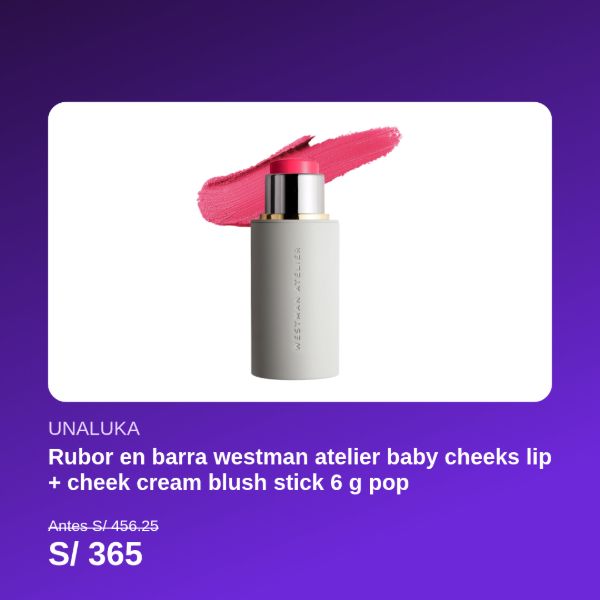 WESTMAN ATELIER
UNALUKA
Rubor en barra westman atelier baby cheeks lip
+ cheek cream blush stick 6 g pop
Antes S/ 456.25
S/ 365